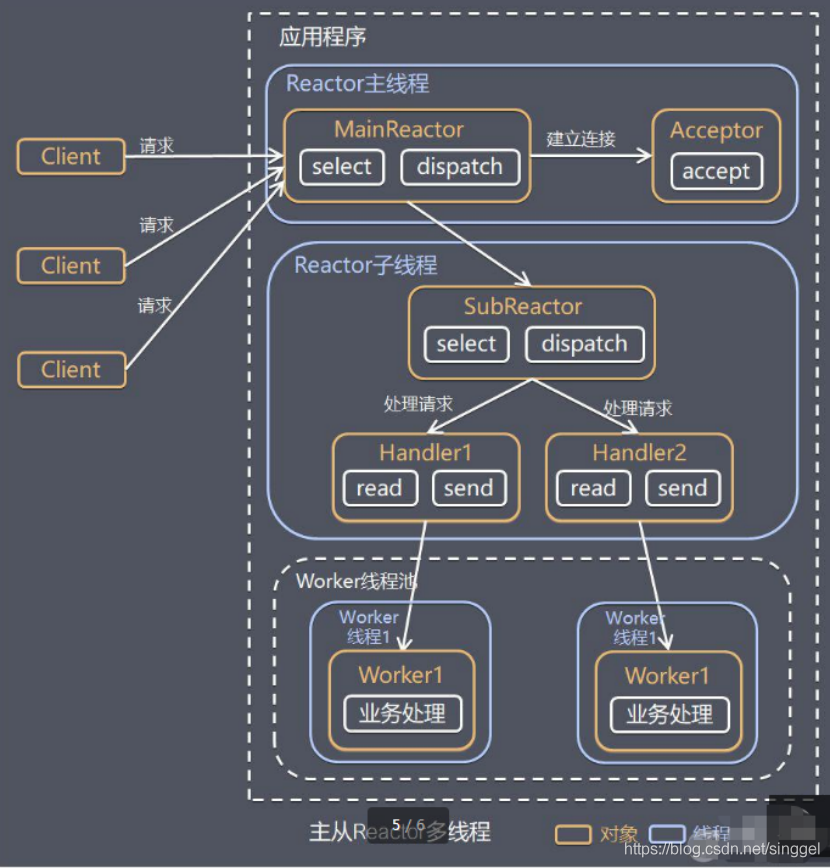 应用程序
Reactor主线程
MainReactor
select
dispatch
建立连接
Acceptor
accept
Client
请求
Client
请求
Client
请求
Reactor子线程
SubReactor
select
dispatch
处理请求
处理请求
Handler1
read
send
Handler2
read
send
Worker线程池
Worker
线程1
Worker1
业务处理
Worker
线程1
Worker1
业务处理
主从Reactor多线程
5 / 6
对象
线程
https://blog.csdn.net/singgel